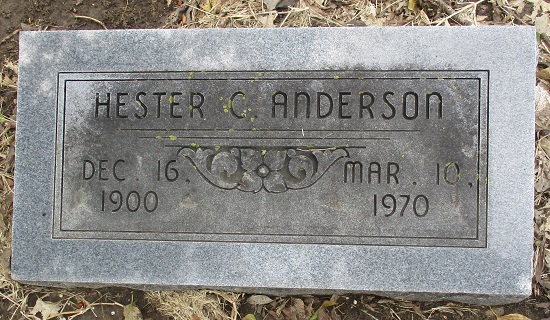 HESTER C. ANDERSON
DEC. 16, MAR. 10,
1900 1970